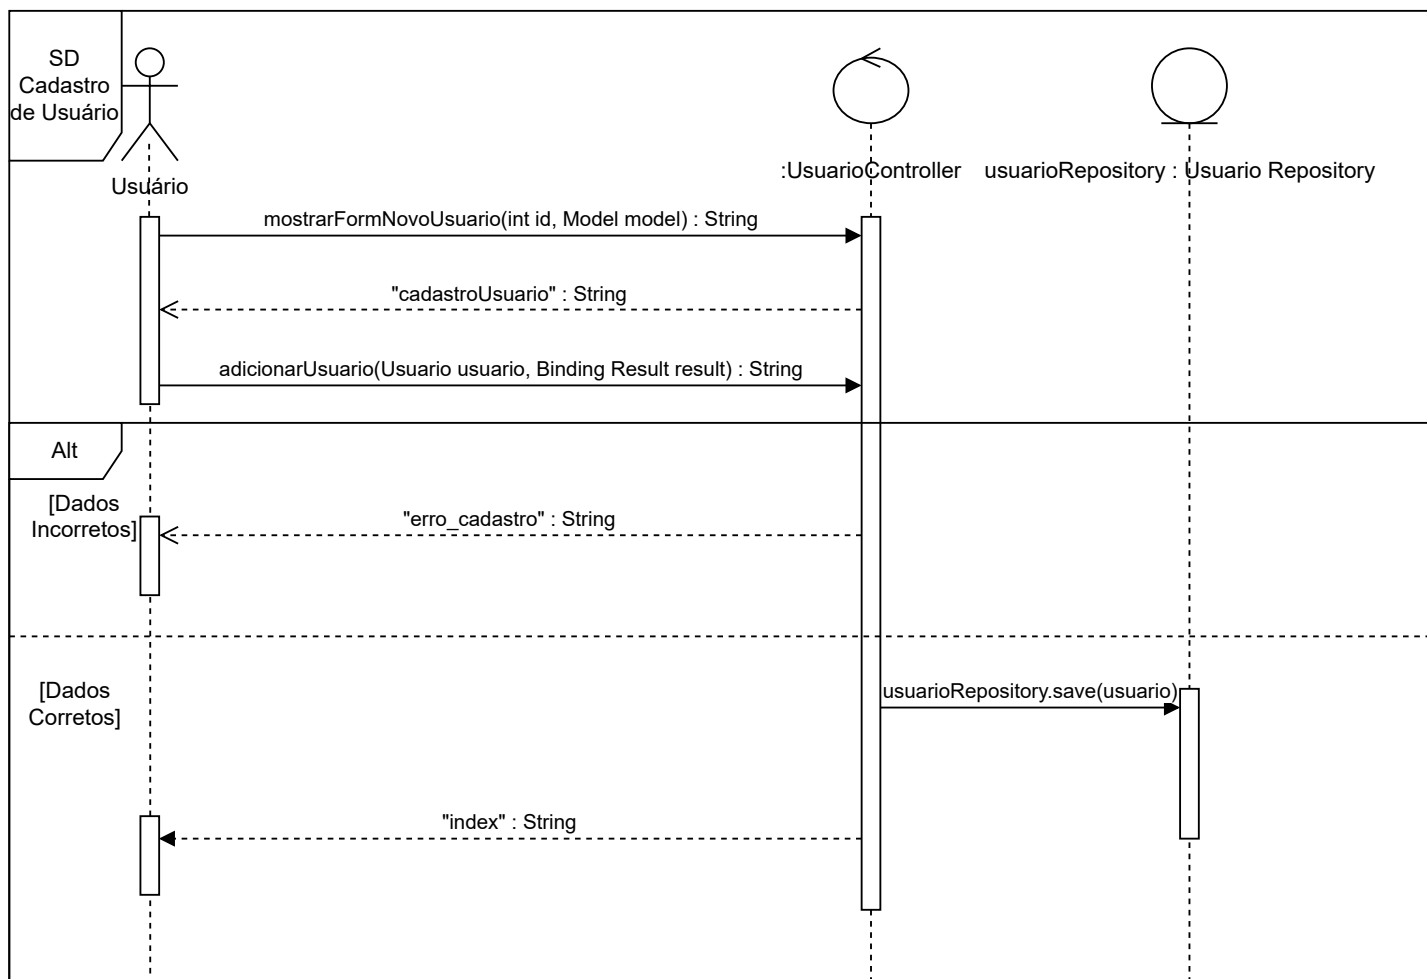 SD
Cadastro
de Usuário
Usuário
:UsuarioController
usuarioRepository : Usuario Repository
mostrarFormNovoUsuario(int id, Model model) : String
"cadastroUsuario" : String
adicionarUsuario(Usuario usuario, Binding Result result) : String
Alt
[Dados
Incorretos]
"erro_cadastro" : String
[Dados
Corretos]
usuarioRepository.save(usuario)
"index" : String